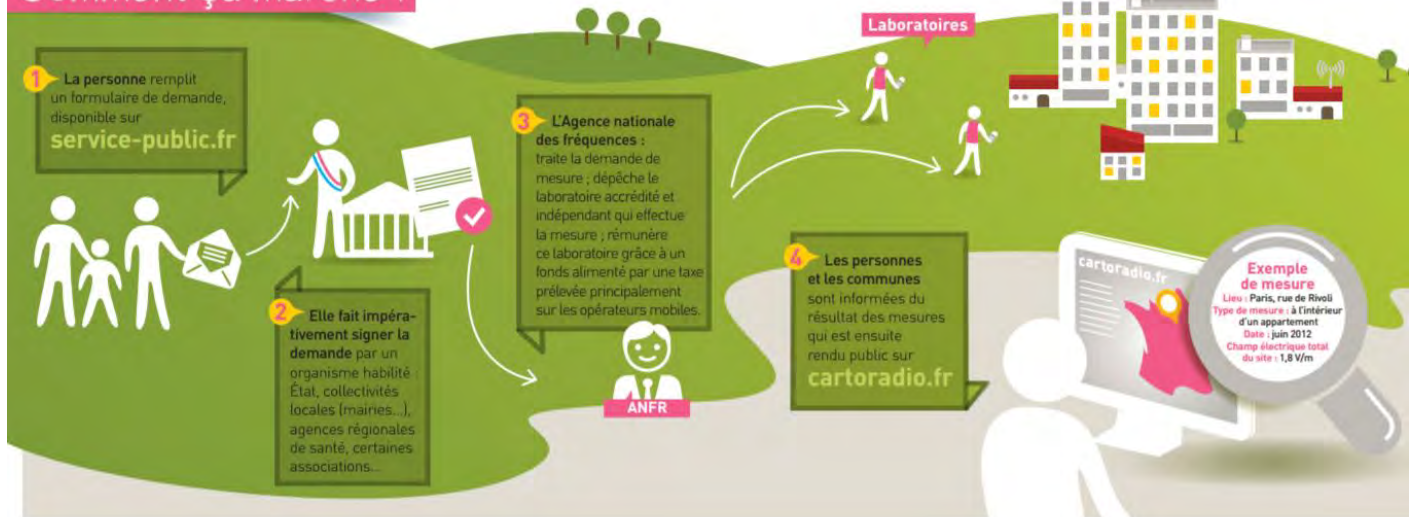 Comment ça marche ?
Laboratoires
1
La personne remplit
un formulaire de demande,
disponible sur
service-public.fr
2
Elle fait impéra-
tivement signer la
demande par un
organisme habilité :
État, collectivités
locales (mairies...),
agences régionales
de santé, certaines
associations...
3
L'Agence nationale
des fréquences :
traite la demande de
mesure ; dépêche le
laboratoire accrédité et
indépendant qui effectue
la mesure ; rémunère
ce laboratoire grâce à un
fonds alimenté par une taxe
prélevée principalement
sur les opérateurs mobiles.
ANFR
4
Les personnes
et les communes
sont informées du
résultat des mesures
qui est ensuite
rendu public sur
cartoradio.fr
cartoradio.fr
Exemple
de mesure
Lieu : Paris, rue de Rivoli
Type de mesure : à l'intérieur
d'un appartement
Date : juin 2012
Champ électrique total
du site : 1,8 V/m